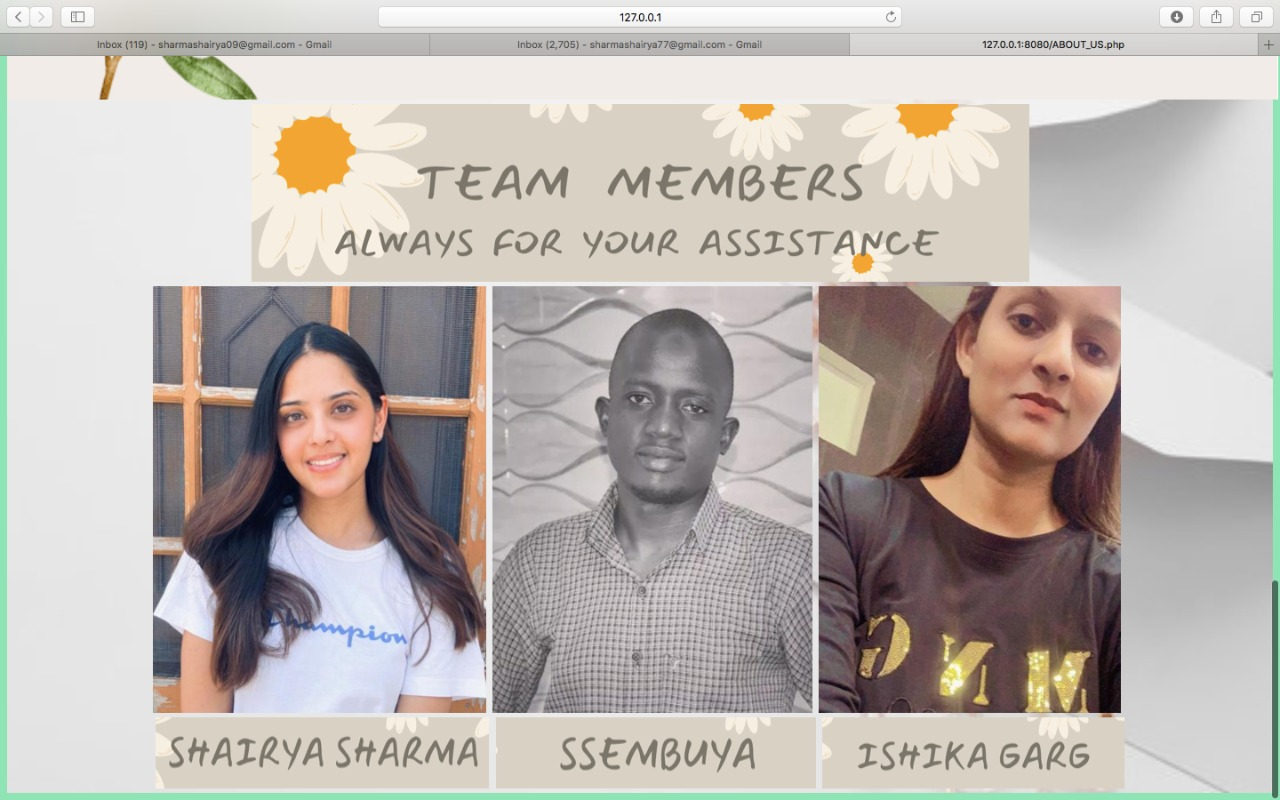 127.0.0.1
Inbox (119) - sharmashairya09@gmail.com - Gmail
Inbox (2,705) - sharmashairya77@gmail.com - Gmail
127.0.0.1:8080/ABOUT_US.php
TEAM MEMBERS
ALWAYS FOR YOUR ASSISTANCE
Champion
SHAIRYA SHARMA
SSEMBUYA
ISHIKA GARG